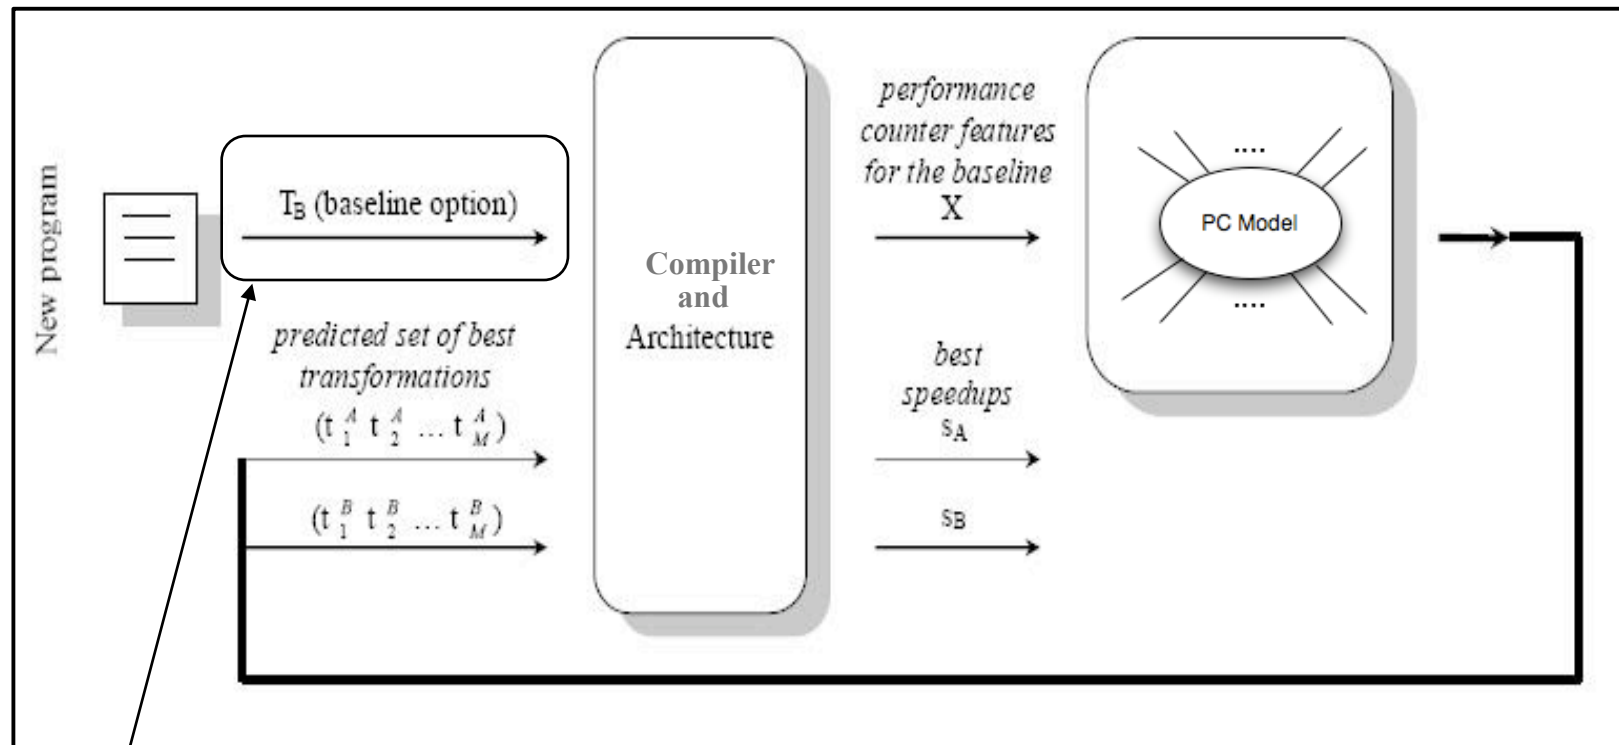 New program
T_B (baseline option)
predicted set of best
transformations
(t_1^A t_2^A ... t_M^A)
(t_1^B t_2^B ... t_M^B)
Compiler
and
Architecture
performance
counter features
for the baseline
X
best
speedups
s_A
s_B
....
PC Model
....